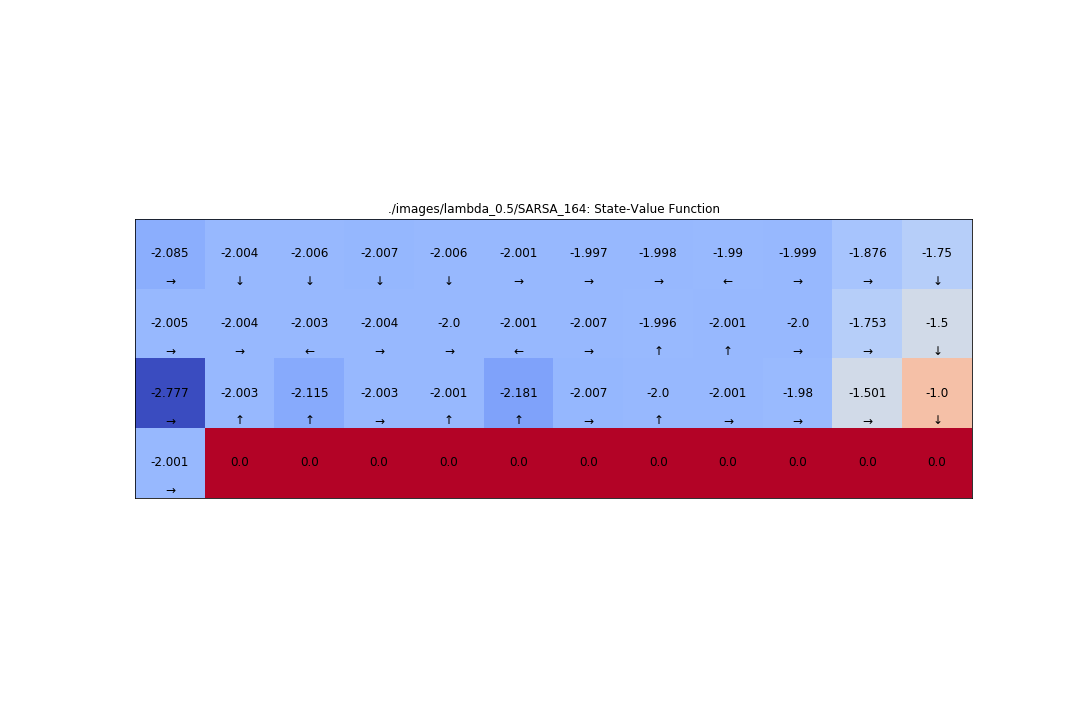 ./images/lambda_0.5/SARSA_164: State-Value Function
-2.085 -2.004 -2.006 -2.007 -2.006 -2.001 -1.997 -1.998 -1.99 -1.999 -1.876 -1.75
→ ↓ ↓ ↓ ↓ → → → ← → → ↓
-2.005 -2.004 -2.003 -2.004 -2.0 -2.001 -2.007 -1.996 -2.001 -2.0 -1.753 -1.5
→ → ← → → ← → ↑ ↑ → → ↓
-2.777 -2.003 -2.115 -2.003 -2.001 -2.181 -2.007 -2.0 -2.001 -1.98 -1.501 -1.0
→ ↑ ↑ → ↑ ↑ → ↑ → → → ↓
-2.001 0.0 0.0 0.0 0.0 0.0 0.0 0.0 0.0 0.0 0.0 0.0
→